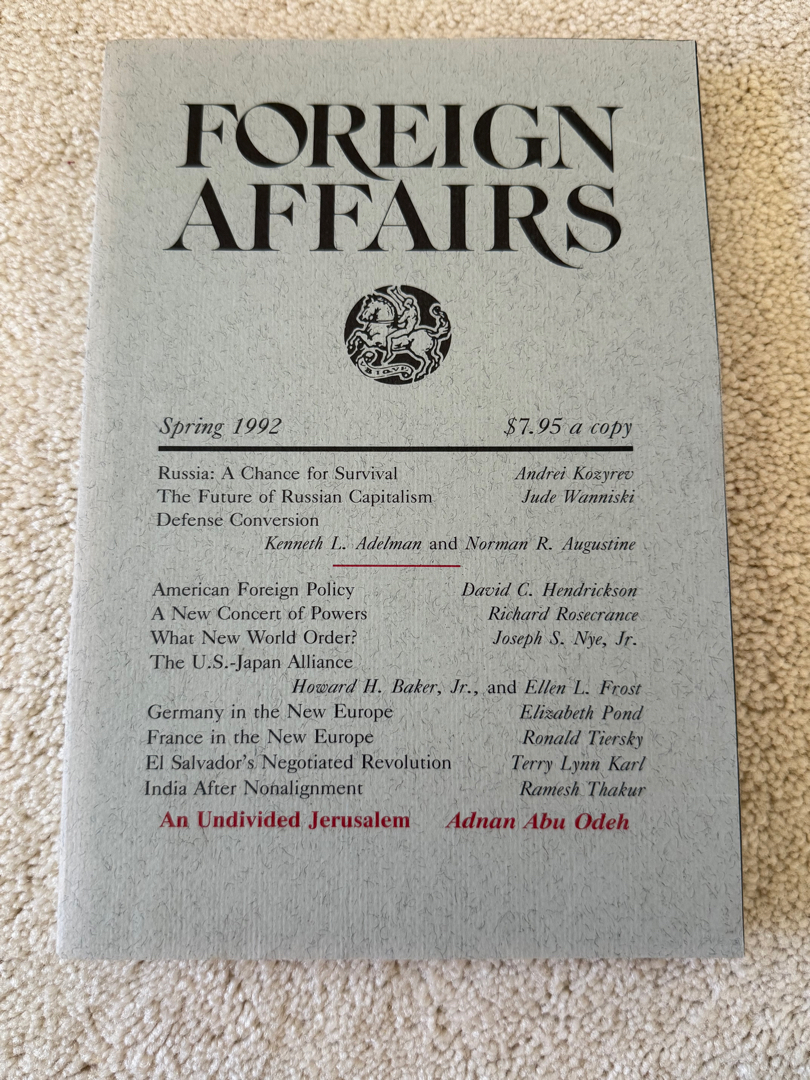 FOREIGN
AFFAIRS
UBIQUE
Spring 1992 $7.95 a copy
Russia: A Chance for Survival Andrei Kozyrev
The Future of Russian Capitalism Jude Wanniski
Defense Conversion
Kenneth L. Adelman and Norman R. Augustine
American Foreign Policy David C. Hendrickson
A New Concert of Powers Richard Rosecrance
What New World Order? Joseph S. Nye, Jr.
The U.S.-Japan Alliance
Howard H. Baker, Jr., and Ellen L. Frost
Germany in the New Europe Elizabeth Pond
France in the New Europe Ronald Tiersky
El Salvador's Negotiated Revolution Terry Lynn Karl
India After Nonalignment Ramesh Thakur
An Undivided Jerusalem Adnan Abu Odeh